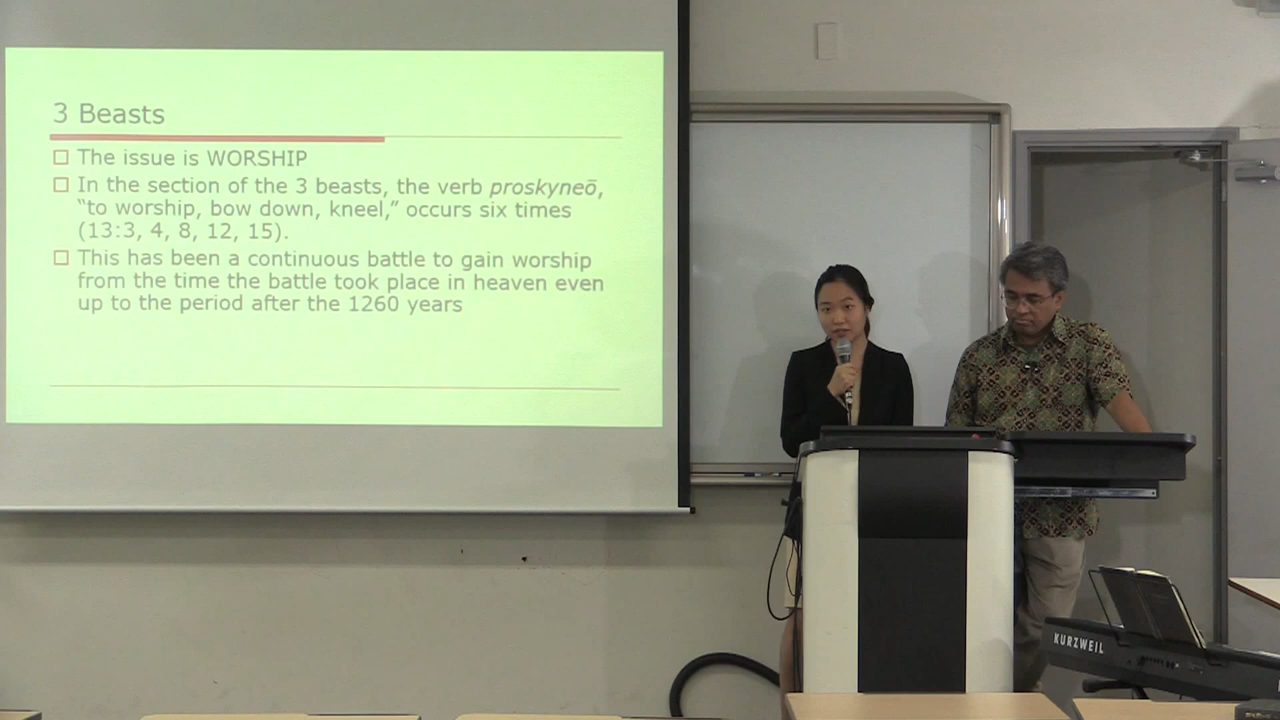 3 Beasts
The issue is WORSHIP
In the section of the 3 beasts, the verb proskyneō,
“to worship, bow down, kneel,” occurs six times
(13:3, 4, 8, 12, 15).
This has been a continuous battle to gain worship
from the time the battle took place in heaven even
up to the period after the 1260 years
KURZWEIL